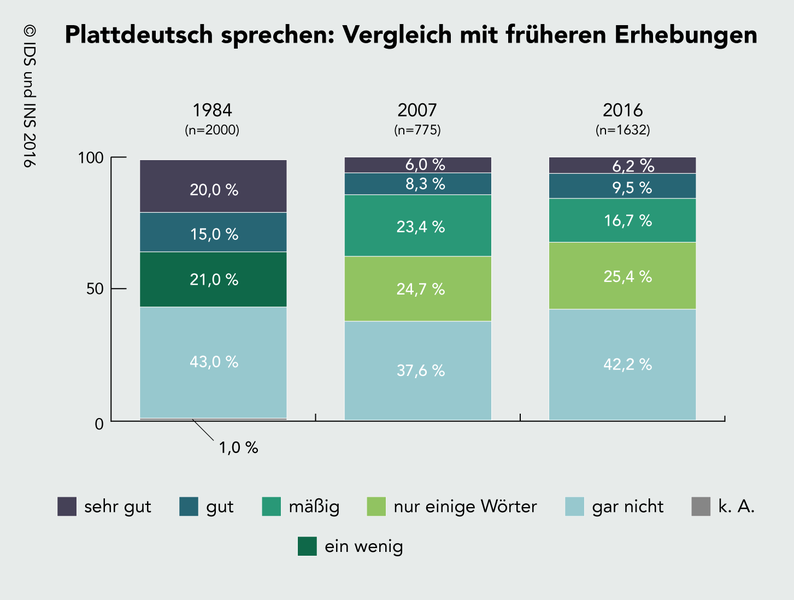 Plattdeutsch sprechen: Vergleich mit früheren Erhebungen
© IDS und INS 2016
1984
(n=2000)
2007
(n=775)
2016
(n=1632)
100
50
0
20,0 %
15,0 %
21,0 %
43,0 %
1,0 %
6,0 %
8,3 %
23,4 %
24,7 %
37,6 %
6,2 %
9,5 %
16,7 %
25,4 %
42,2 %
sehr gut
gut
mäßig
nur einige Wörter
gar nicht
k. A.
ein wenig